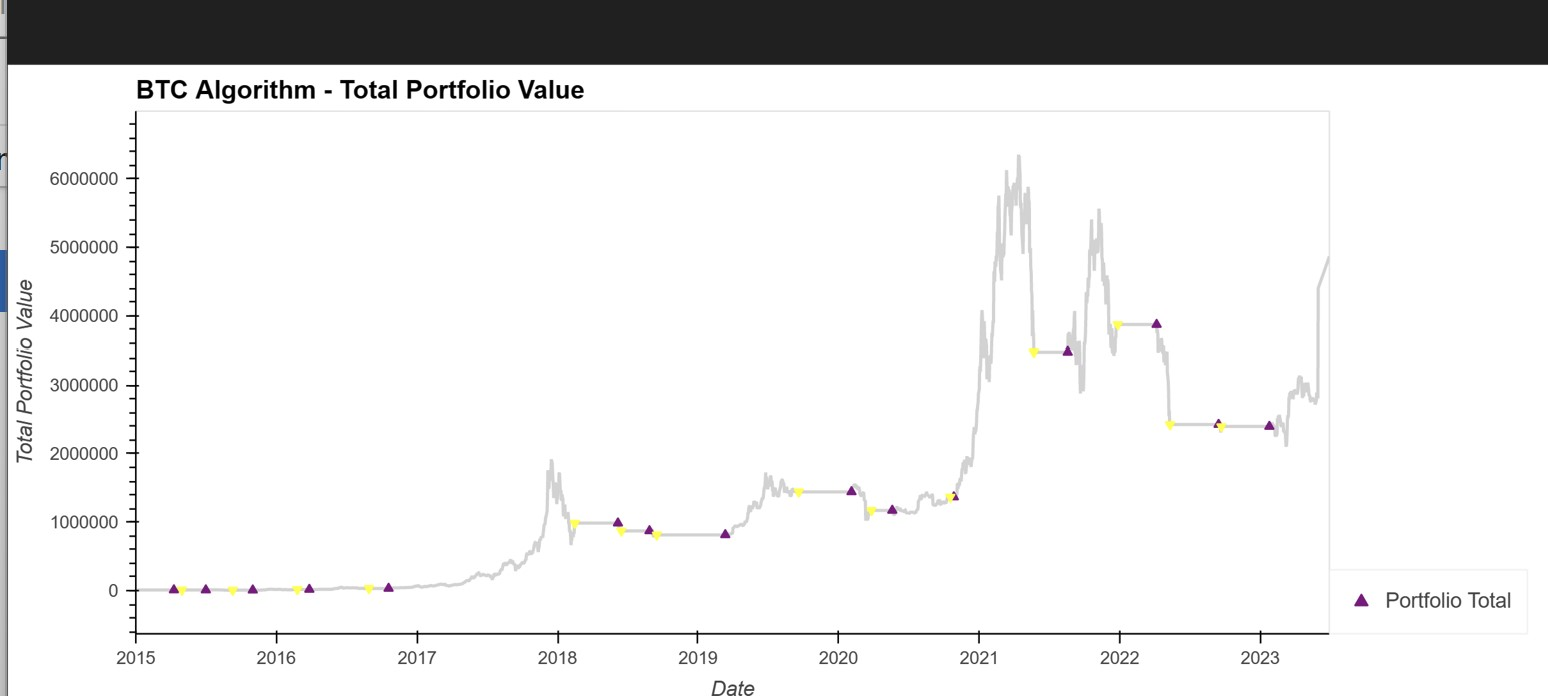 BTC Algorithm - Total Portfolio Value
Total Portfolio Value
6000000
5000000
4000000
3000000
2000000
1000000
0
2015 2016 2017 2018 2019 2020 2021 2022 2023
Date
Portfolio Total